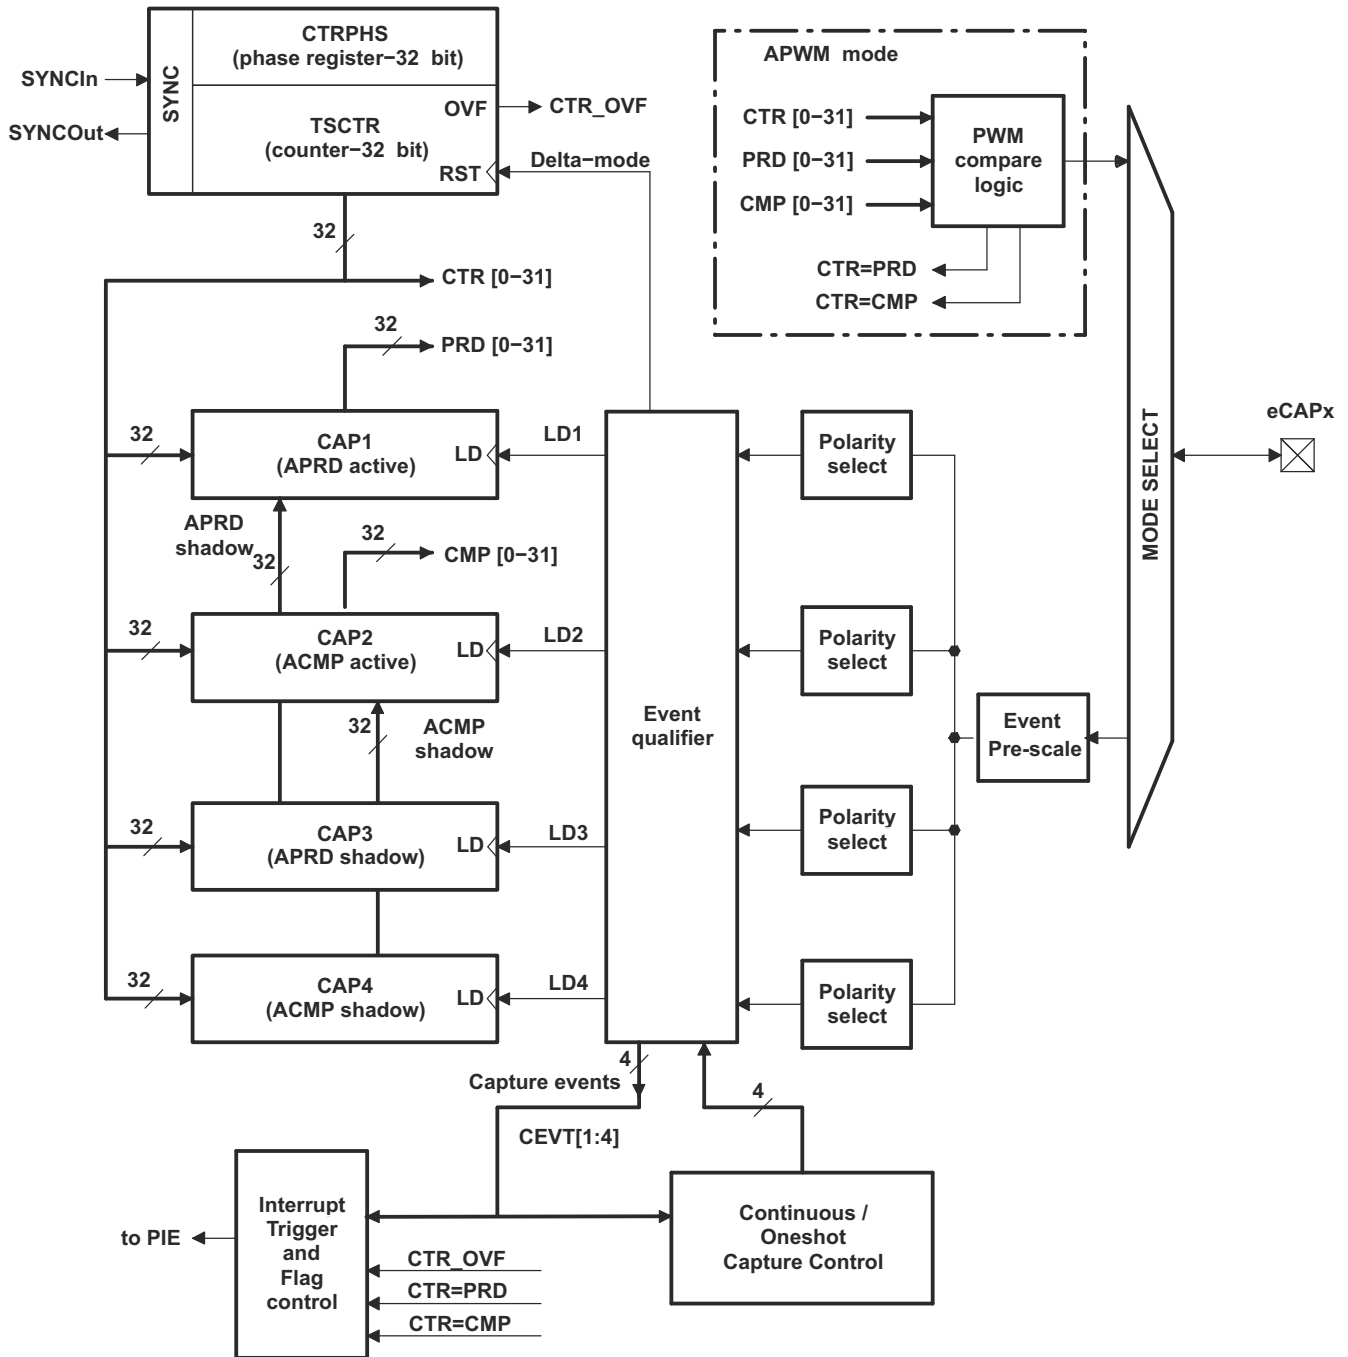 CTRPHS
(phase register−32 bit)
SYNC
SYNCIn
SYNCOut
OVF
CTR_OVF
TSCTR
(counter−32 bit)
RST
Delta−mode
32
CTR [0−31]
APWM mode
CTR [0−31]
PRD [0−31]
CMP [0−31]
PWM
compare
logic
CTR=PRD
CTR=CMP
32
PRD [0−31]
32
CAP1
(APRD active)
LD
LD1
Polarity
select
MODE SELECT
eCAPx
APRD
shadow
32
32
CMP [0−31]
32
CAP2
(ACMP active)
LD
LD2
Polarity
select
32
ACMP
shadow
Event
qualifier
Event
Pre-scale
32
CAP3
(APRD shadow)
LD
LD3
Polarity
select
32
CAP4
(ACMP shadow)
LD
LD4
Polarity
select
4
Capture events
4
CEVT[1:4]
to PIE
Interrupt
Trigger
and
Flag
control
CTR_OVF
CTR=PRD
CTR=CMP
Continuous /
Oneshot
Capture Control